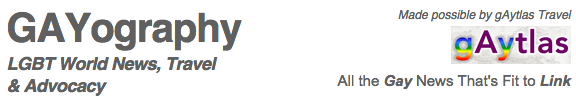 GAYography
LGBT World News, Travel
& Advocacy
Made possible by gAytlas Travel
gAytlas
All the Gay News That's Fit to Link